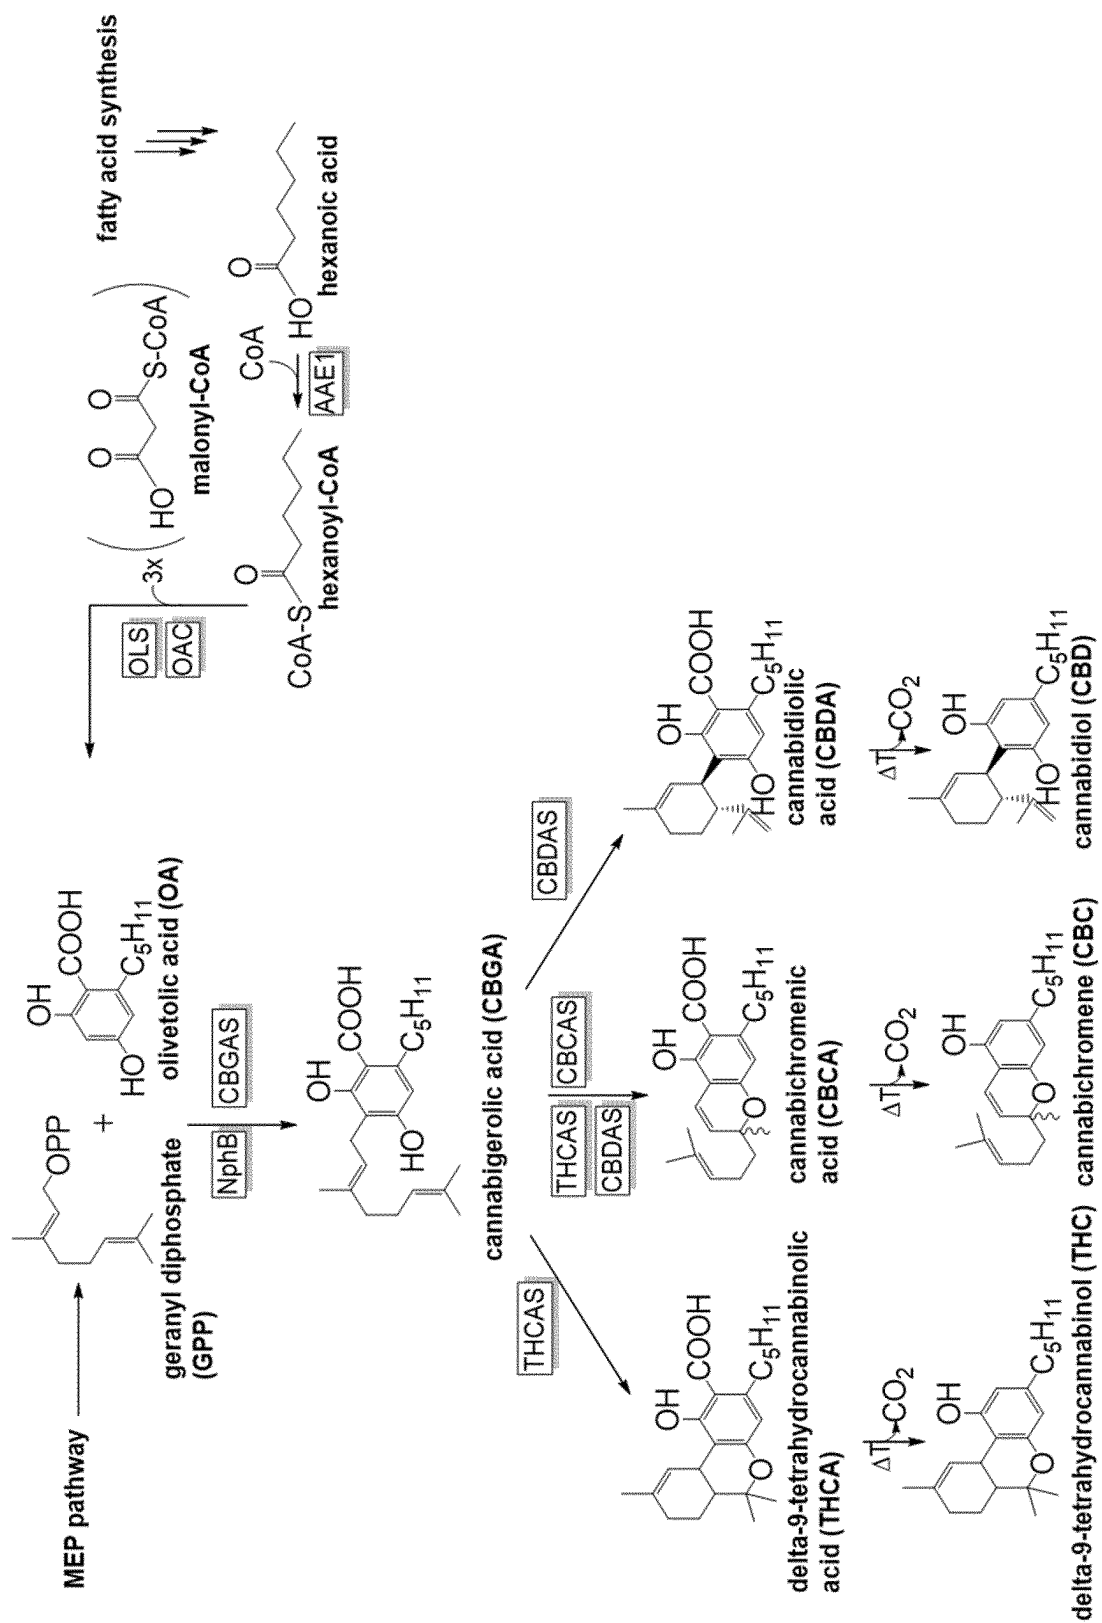 fatty acid synthesis
O
HO
hexanoic acid
CoA
AAE1
O O
HO S-CoA
malonyl-CoA
3x
O
CoA-S
hexanoyl-CoA
OLS
OAC
MEP pathway
OPP
geranyl diphosphate
(GPP)
+
OH
COOH
HO
C5H11
olivetolic acid (OA)
NphB
CBGAS
OH
COOH
HO
C5H11
cannabigerolic acid (CBGA)
THCAS
THCAS
CBCAS
CBDAS
CBDAS
OH
COOH
O
C5H11
delta-9-tetrahydrocannabinolic
acid (THCA)
OH
COOH
O
C5H11
cannabichromenic
acid (CBCA)
OH
COOH
HO
C5H11
cannabidiolic
acid (CBDA)
ΔT
CO2
ΔT
CO2
ΔT
CO2
OH
O
C5H11
delta-9-tetrahydrocannabinol (THC)
OH
O
C5H11
cannabichromene (CBC)
OH
HO
C5H11
cannabidiol (CBD)